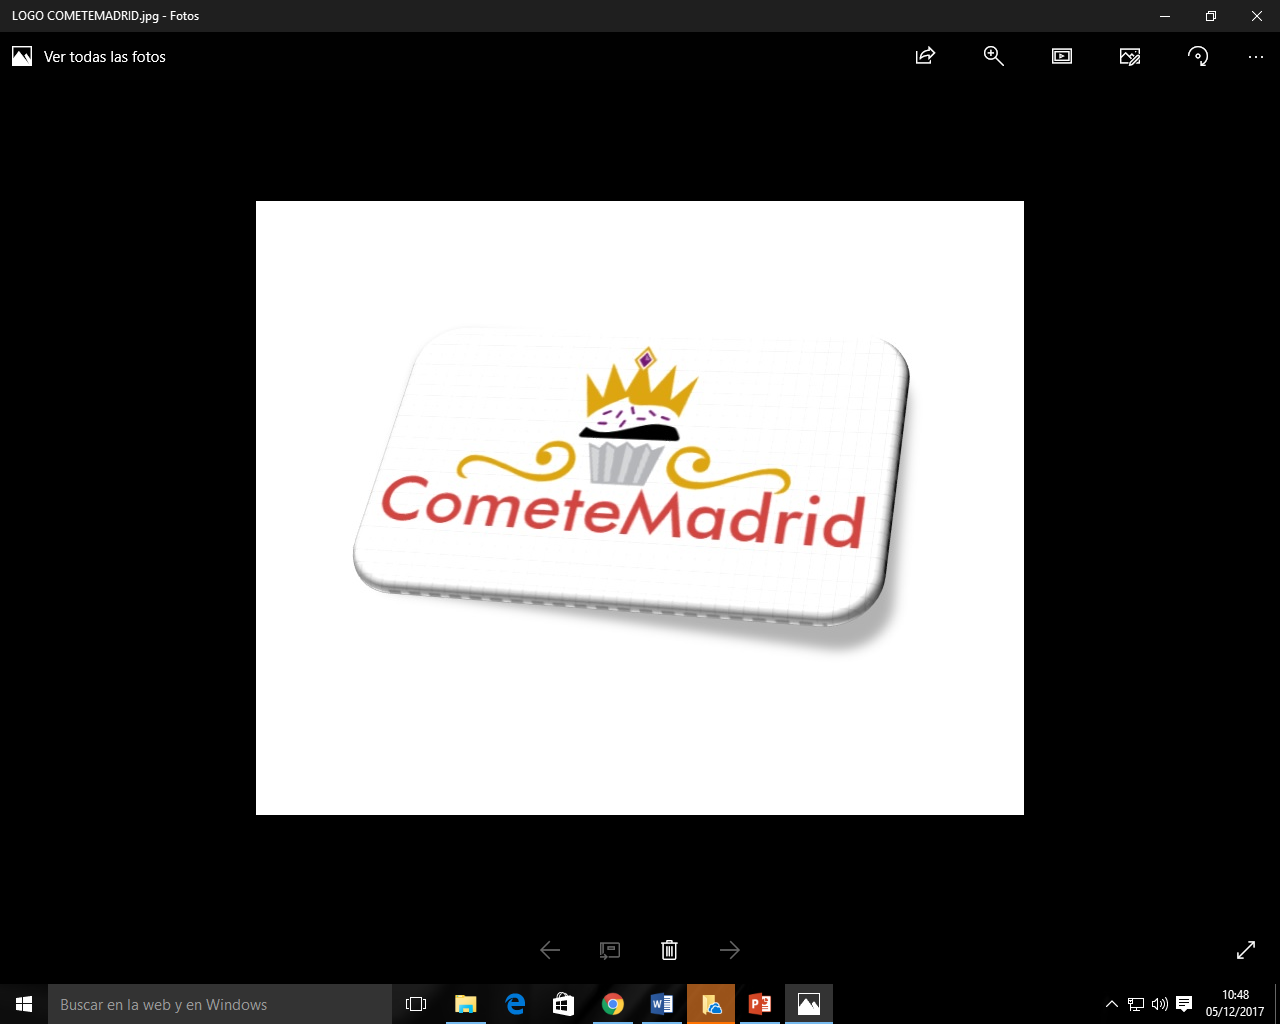 LOGO COMETEMADRID.jpg - Fotos
Ver todas las fotos
CometeMadrid
Buscar en la web y en Windows
10:48
05/12/2017